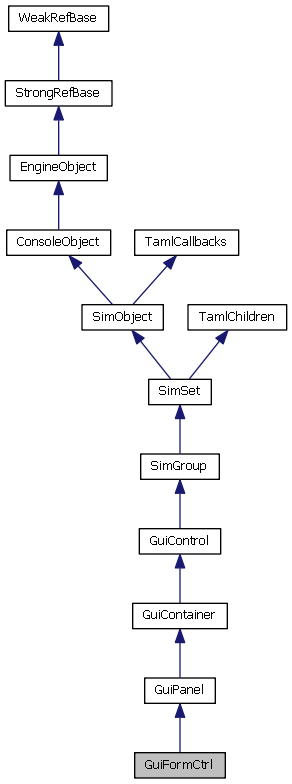 WeakRefBase
StrongRefBase
EngineObject
ConsoleObject
TamlCallbacks
SimObject
TamlChildren
SimSet
SimGroup
GuiControl
GuiContainer
GuiPanel
GuiFormCtrl